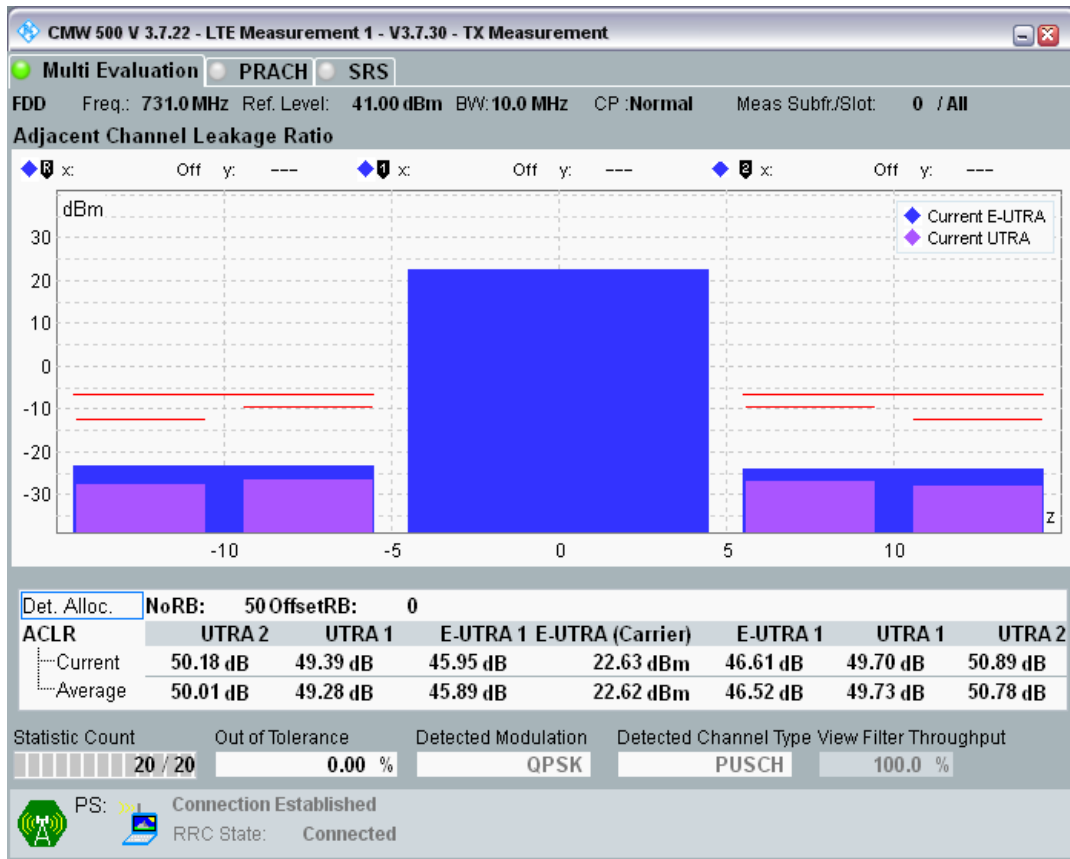 CMW 500 V 3.7.22 - LTE Measurement 1 - V3.7.30 - TX Measurement
Multi Evaluation PRACH SRS
FDD Freq.: 731.0 MHz Ref. Level: 41.00 dBm BW: 10.0 MHz CP :Normal Meas Subfr./Slot: 0 / All
Adjacent Channel Leakage Ratio
R x: Off y: --- 1 x: Off y: --- 2 x: Off y: ---
dBm
Current E-UTRA
Current UTRA
30
20
10
0
-10
-20
-30
z
-10 -5 0 5 10
Det. Alloc. NoRB: 50 OffsetRB: 0
ACLR UTRA 2 UTRA 1 E-UTRA 1 E-UTRA (Carrier) E-UTRA 1 UTRA 1 UTRA 2
Current 50.18 dB 49.39 dB 45.95 dB 22.63 dBm 46.61 dB 49.70 dB 50.89 dB
Average 50.01 dB 49.28 dB 45.89 dB 22.62 dBm 46.52 dB 49.73 dB 50.78 dB
Statistic Count Out of Tolerance Detected Modulation Detected Channel Type View Filter Throughput
20 / 20 0.00 % QPSK PUSCH 100.0 %
PS: Connection Established
RRC State: Connected